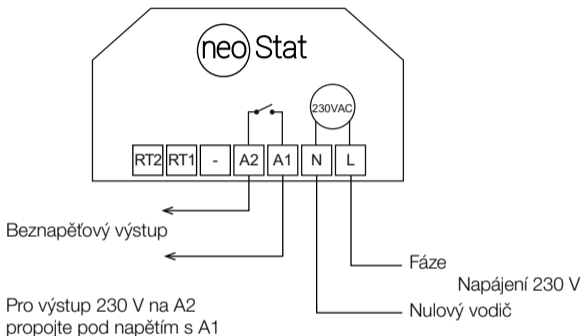 neo Stat
230VAC
RT2 RT1 - A2 A1 N L
Beznapěťový výstup
Fáze
Napájení 230 V
Nulový vodič
Pro výstup 230 V na A2
propojte pod napětím s A1